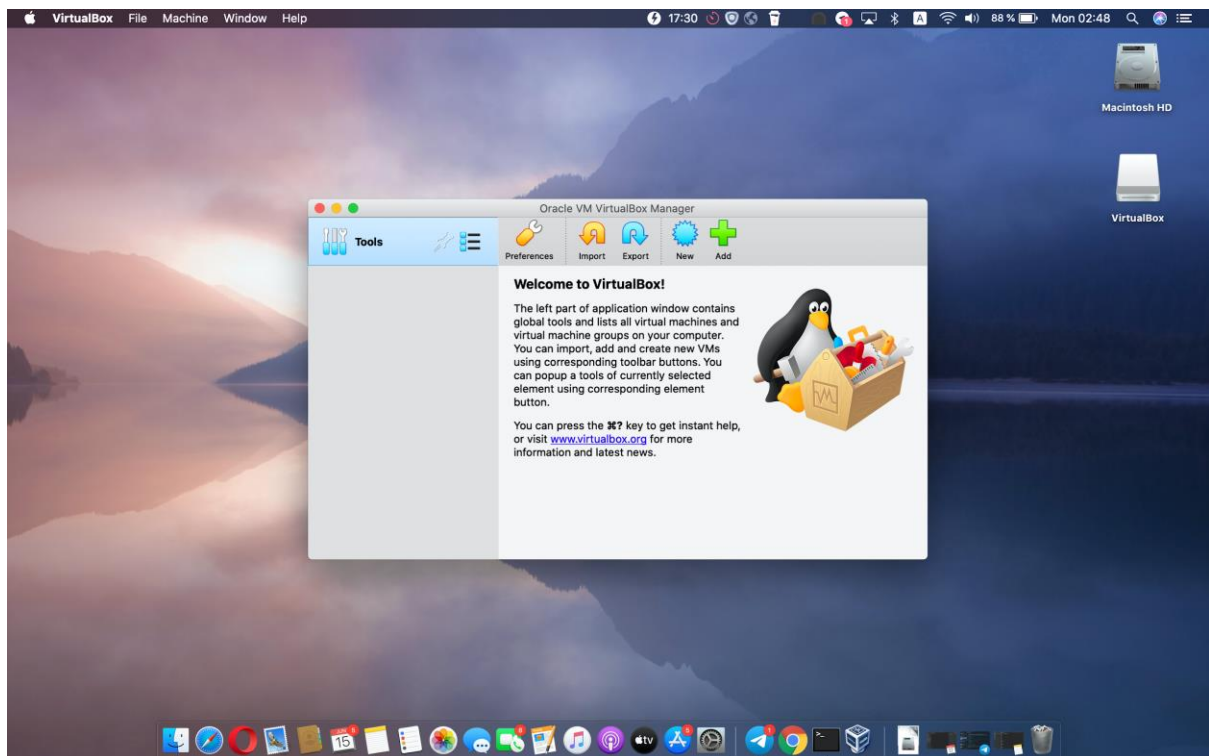 VirtualBox File Machine Window Help 17:30 A 88 % Mon 02:48
Macintosh HD
VirtualBox
Oracle VM VirtualBox Manager
Tools
Preferences Import Export New Add
Welcome to VirtualBox!
The left part of application window contains
global tools and lists all virtual machines and
virtual machine groups on your computer.
You can import, add and create new VMs
using corresponding toolbar buttons. You
can popup a tools of currently selected
element using corresponding element
button.
You can press the ⌘? key to get instant help,
or visit www.virtualbox.org for more
information and latest news.
15
tv